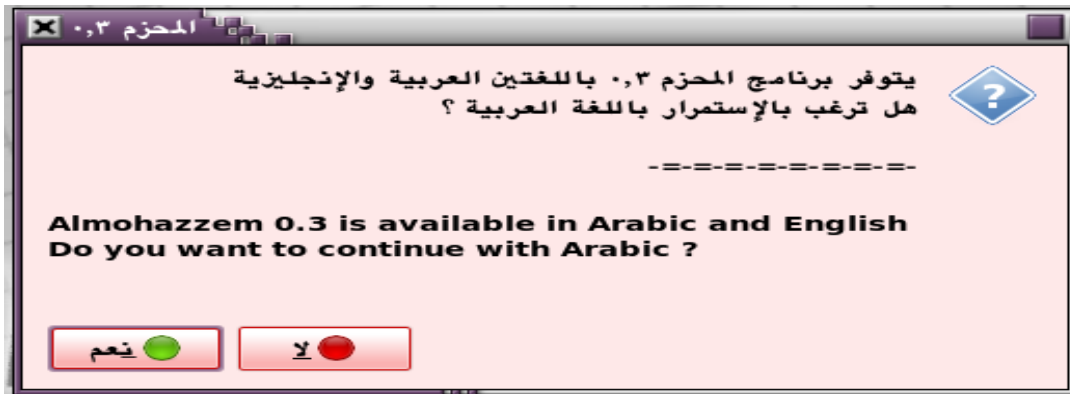 المحزم ٠,٣
يتوفر برنامج المحزم ٠,٣ باللغتين العربية والإنجليزية
هل ترغب بالإستمرار باللغة العربية ؟
-=-=-=-=-=-=-=-=-
Almohazzem 0.3 is available in Arabic and English
Do you want to continue with Arabic ?
لا
نعم